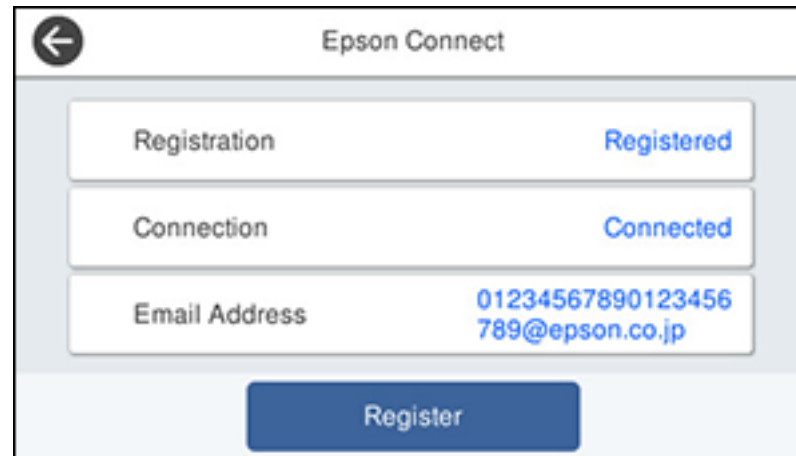 Epson Connect
Registration Registered
Connection Connected
Email Address 01234567890123456
789@epson.co.jp
Register